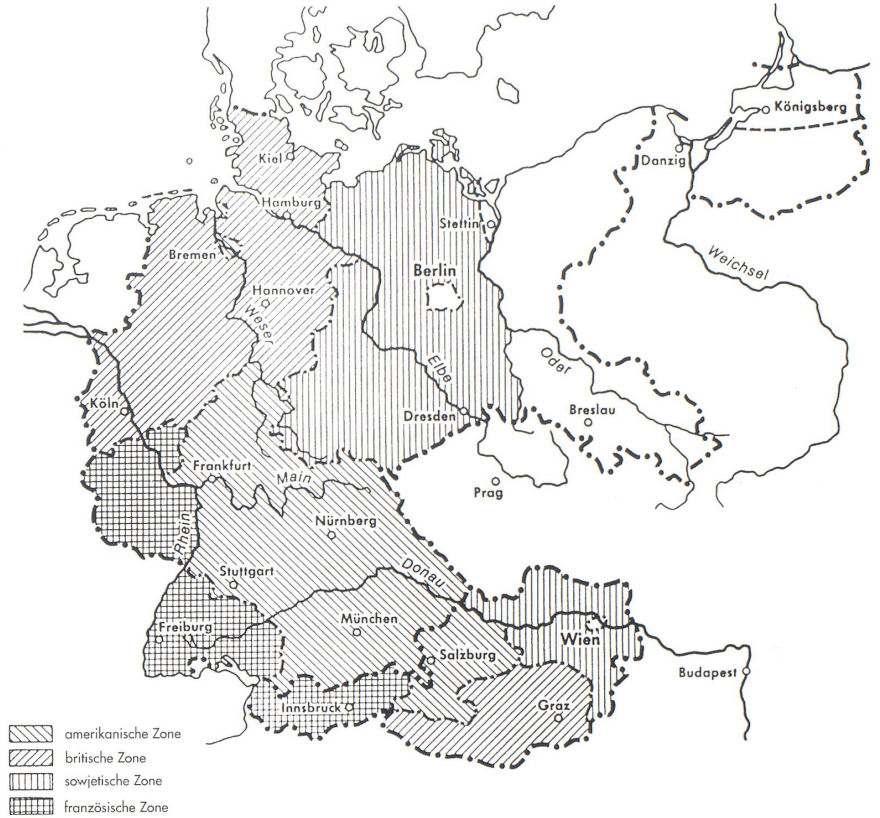 Königsberg
Danzig
Kiel
Hamburg
Stettin
Bremen
Weichsel
Berlin
Hannover
Weser
Elbe
Oder
Köln
Dresden
Breslau
Frankfurt
Main
Prag
Nürnberg
Rhein
Stuttgart
Donau
Freiburg
München
Wien
Salzburg
Budapest
Innsbruck
Graz
amerikanische Zone
britische Zone
sowjetische Zone
französische Zone